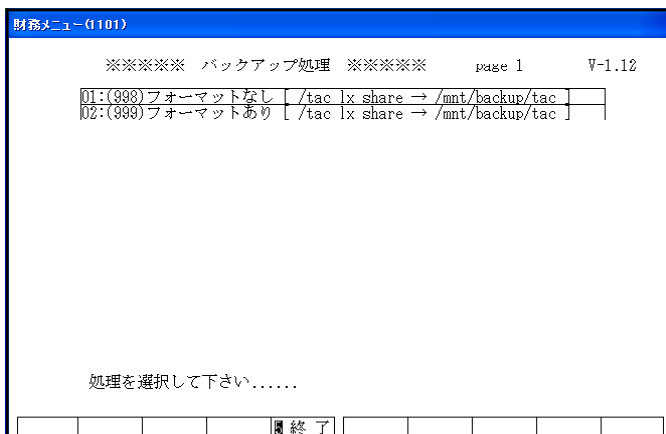 財務メニュー(1101)
※※※※※ バックアップ処理 ※※※※※ page 1 V-1.12
01:(998)フォーマットなし [ /tac lx share → /mnt/backup/tac ]
02:(999)フォーマットあり [ /tac lx share → /mnt/backup/tac ]
処理を選択して下さい......
5 終 了